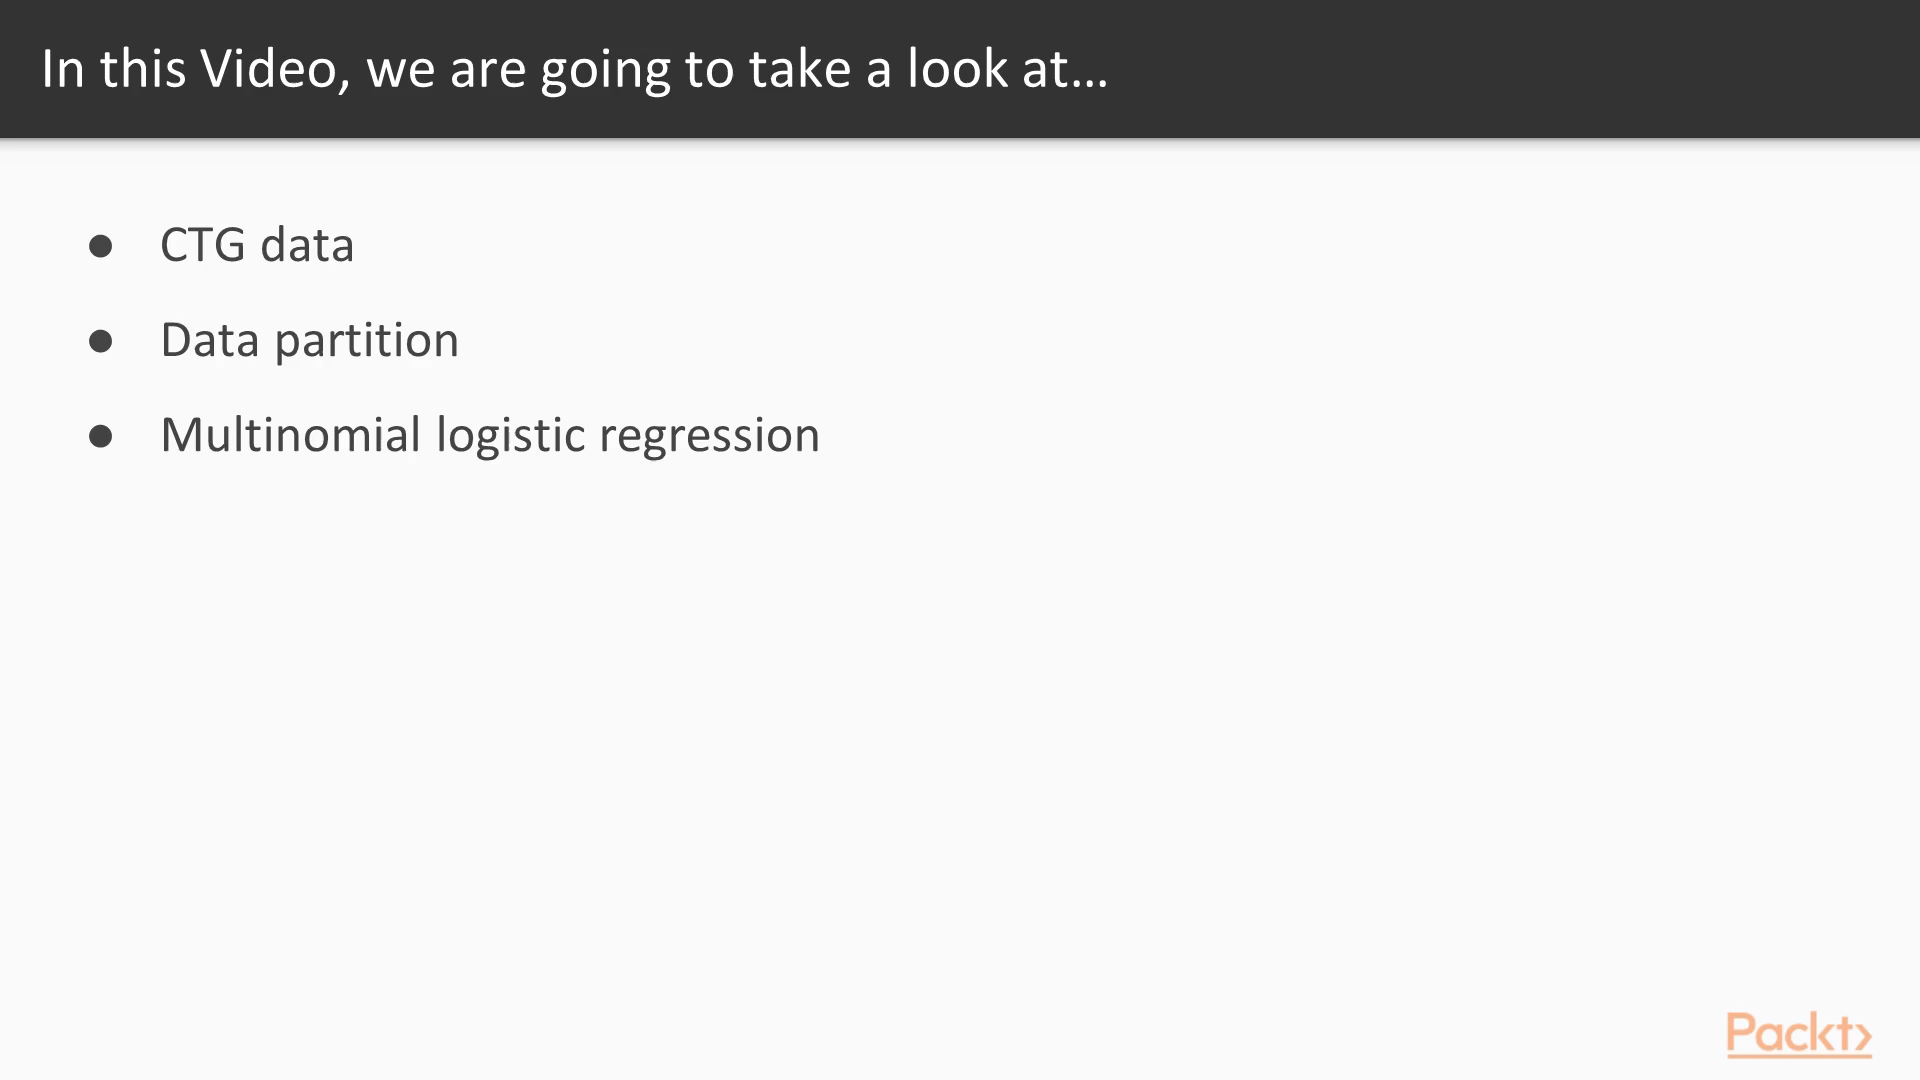 In this Video, we are going to take a look at...
● CTG data
● Data partition
● Multinomial logistic regression
Packt>